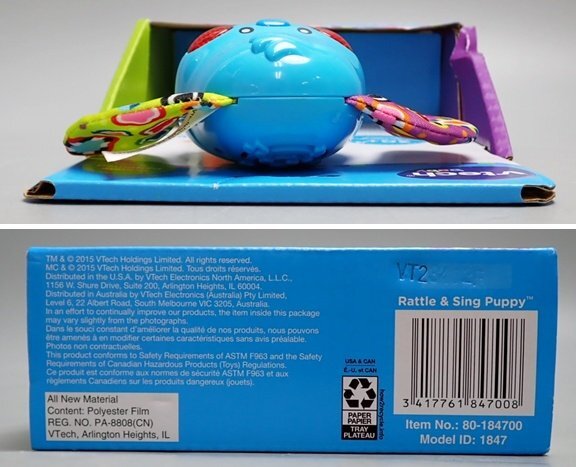 vtech
TM & © 2015 VTech Holdings Limited. All rights reserved.
MC & © 2015 VTech Holdings Limited. Tous droits réservés.
Distributed in the U.S.A. by VTech Electronics North America, L.L.C.,
1156 W. Shure Drive, Suite 200, Arlington Heights, IL 60004.
Distributed in Australia by VTech Electronics (Australia) Pty Limited,
Level 6, 22 Albert Road, South Melbourne VIC 3205, Australia.
In an effort to continually improve our products, the item inside this package
may vary slightly from the photographs.
Dans le souci constant d'améliorer la qualité de nos produits, nous pouvons
être amenés à en modifier certaines caractéristiques sans avis préalable.
Photos non contractuelles.
This product conforms to Safety Requirements of ASTM F963 and the Safety
Requirements of Canadian Hazardous Products (Toys) Regulations.
Ce produit est conforme aux normes de sécurité ASTM F963 et aux
règlements Canadiens sur les produits dangereux (jouets).
All New Material
Content: Polyester Film
REG. NO. PA-8808(CN)
VTech, Arlington Heights, IL
USA & CAN
É.-U. et CAN
PAPER
PAPIER
TRAY
PLATEAU
how2recycle.info
VT2
Rattle & Sing Puppy™
3 417761 847008
Item No.: 80-184700
Model ID: 1847